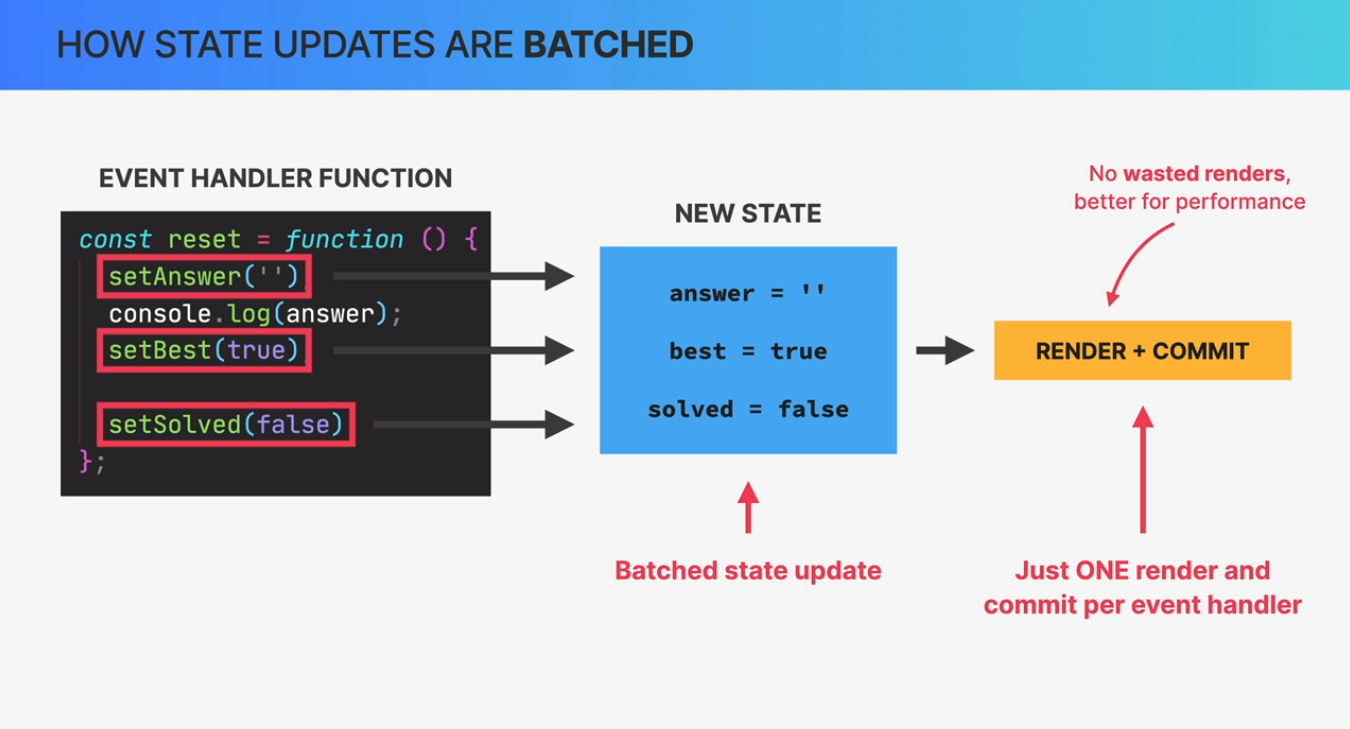 HOW STATE UPDATES ARE BATCHED
EVENT HANDLER FUNCTION
const reset = function () {
setAnswer('')
console.log(answer);
setBest(true)
setSolved(false)
};
NEW STATE
answer = ''
best = true
solved = false
Batched state update
No wasted renders,
better for performance
RENDER + COMMIT
Just ONE render and
commit per event handler